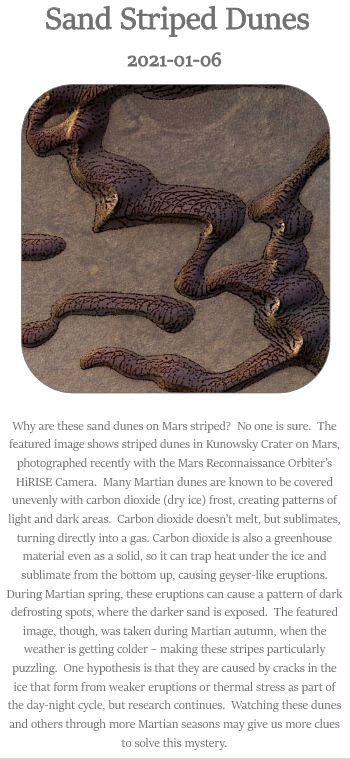 Sand Striped Dunes
2021-01-06
Why are these sand dunes on Mars striped?  No one is sure.  The
featured image shows striped dunes in Kunowsky Crater on Mars,
photographed recently with the Mars Reconnaissance Orbiter's
HiRISE Camera.  Many Martian dunes are known to be covered
unevenly with carbon dioxide (dry ice) frost, creating patterns of
light and dark areas.  Carbon dioxide doesn't melt, but sublimates,
turning directly into a gas. Carbon dioxide is also a greenhouse
material even as a solid, so it can trap heat under the ice and
sublimate from the bottom up, causing geyser-like eruptions.
During Martian spring, these eruptions can cause a pattern of dark
defrosting spots, where the darker sand is exposed.  The featured
image, though, was taken during Martian autumn, when the
weather is getting colder – making these stripes particularly
puzzling.  One hypothesis is that they are caused by cracks in the
ice that form from weaker eruptions or thermal stress as part of
the day-night cycle, but research continues.  Watching these dunes
and others through more Martian seasons may give us more clues
to solve this mystery.